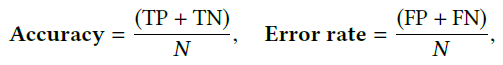 Accuracy = (TP + TN) / N, Error rate = (FP + FN) / N,